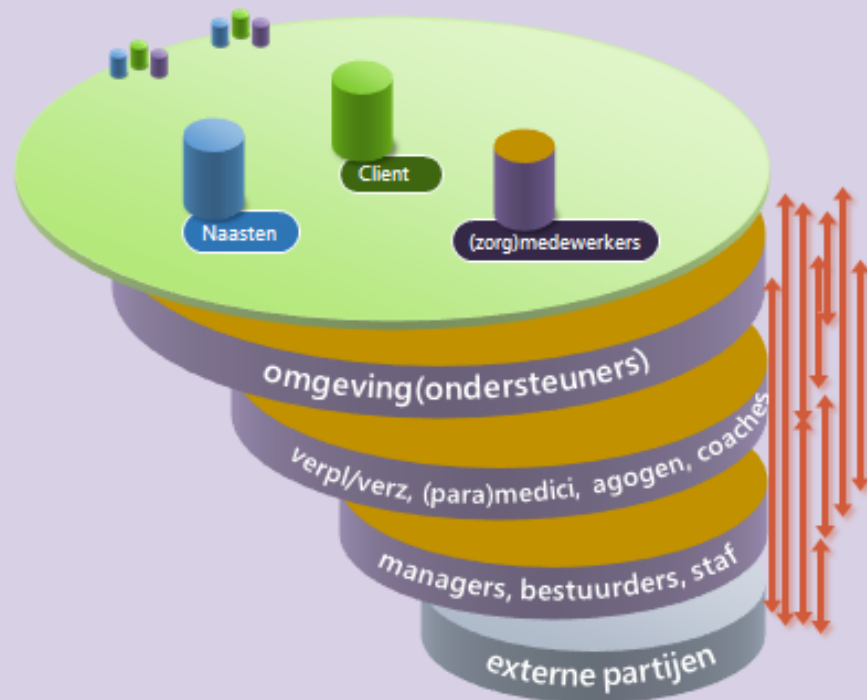 Client
Naasten
(zorg)medewerkers
omgeving(ondersteuners)
verpl/verz, (para)medici, agogen, coaches
managers, bestuurders, staf
externe partijen